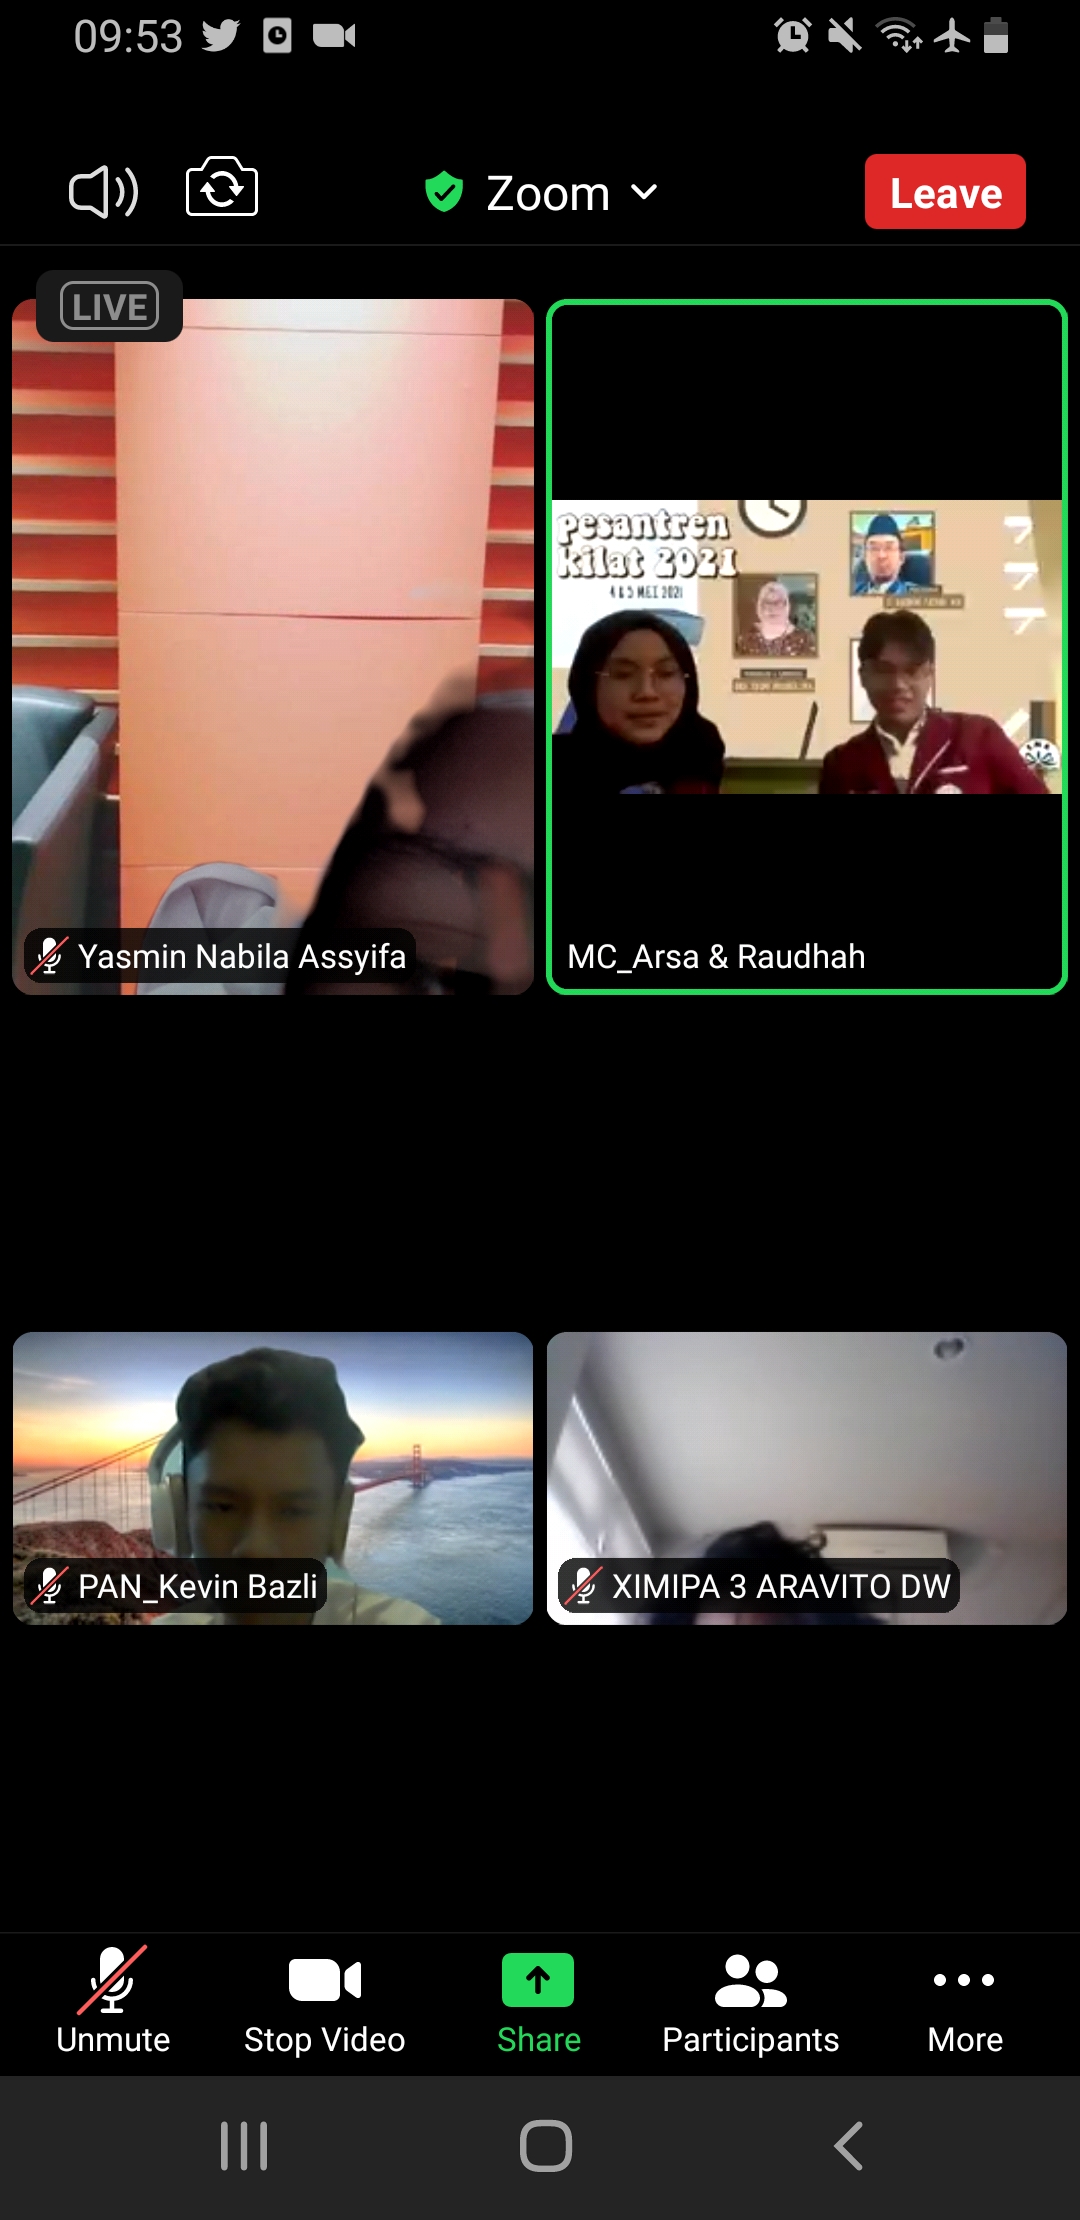 09:53
Zoom
Leave
LIVE
pesantren
kilat 2021
4 & 5 MEI 2021
Yasmin Nabila Assyifa
MC_Arsa & Raudhah
PAN_Kevin Bazli
XIMIPA 3 ARAVITO DW
Unmute
Stop Video
Share
Participants
More